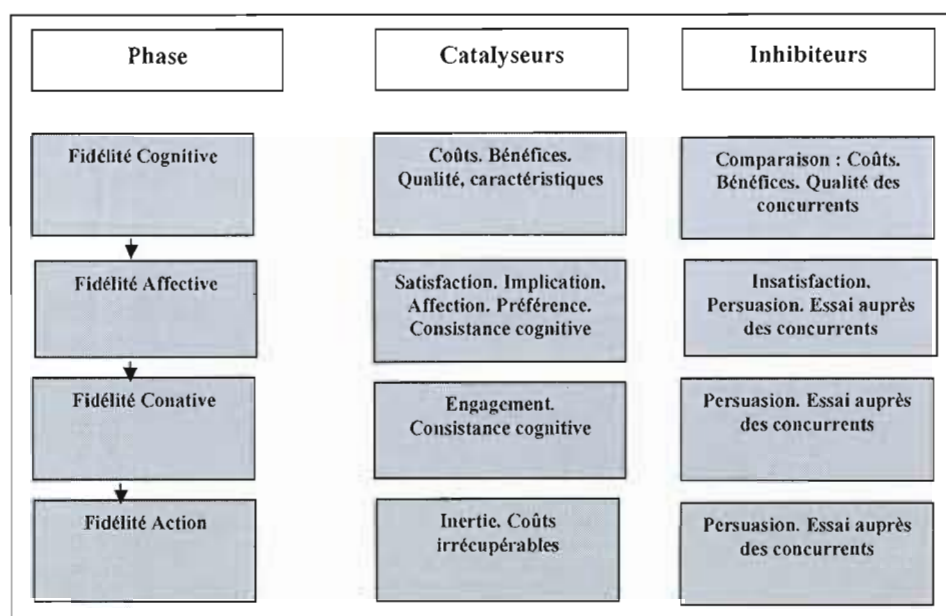 Phase
Catalyseurs
Inhibiteurs
Fidélité Cognitive
Coûts. Bénéfices.
Qualité, caractéristiques
Comparaison : Coûts.
Bénéfices. Qualité des
concurrents
Fidélité Affective
Satisfaction. Implication.
Affection. Préférence.
Consistance cognitive
Insatisfaction.
Persuasion. Essai auprès
des concurrents
Fidélité Conative
Engagement.
Consistance cognitive
Persuasion. Essai auprès
des concurrents
Fidélité Action
Inertie. Coûts
irrécupérables
Persuasion. Essai auprès
des concurrents